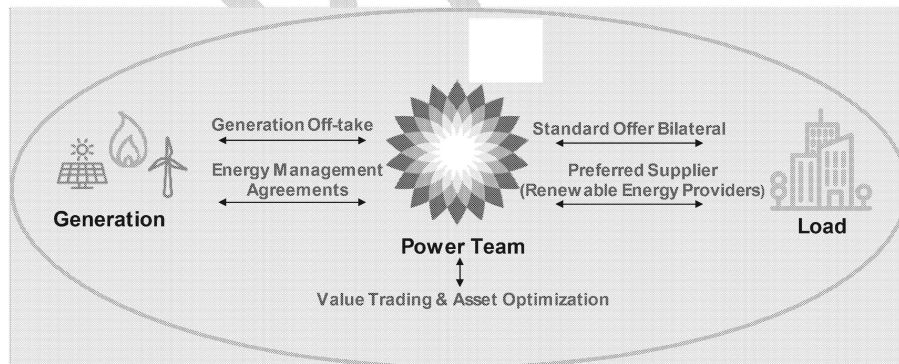 Generation Off-take
Energy Management
Agreements
Generation
Standard Offer Bilateral
Preferred Supplier
(Renewable Energy Providers)
Load
Power Team
Value Trading & Asset Optimization